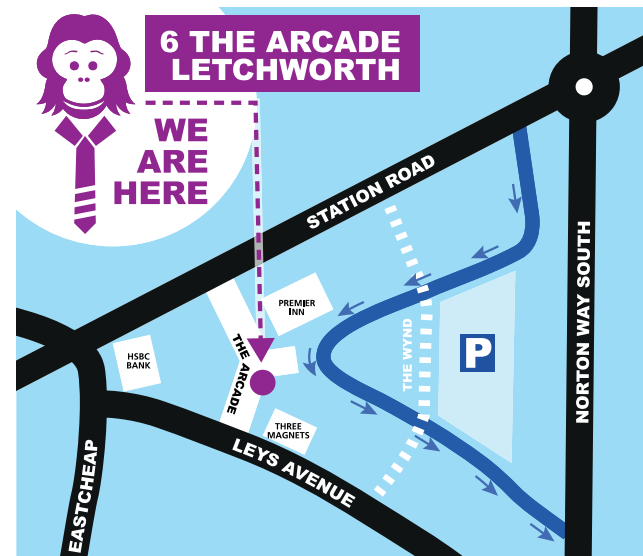 6 THE ARCADE
LETCHWORTH
WE
ARE
HERE
STATION ROAD
NORTON WAY SOUTH
PREMIER
INN
THE WYND
P
HSBC
BANK
THE ARCADE
THREE
MAGNETS
LEYS AVENUE
EASTCHEAP